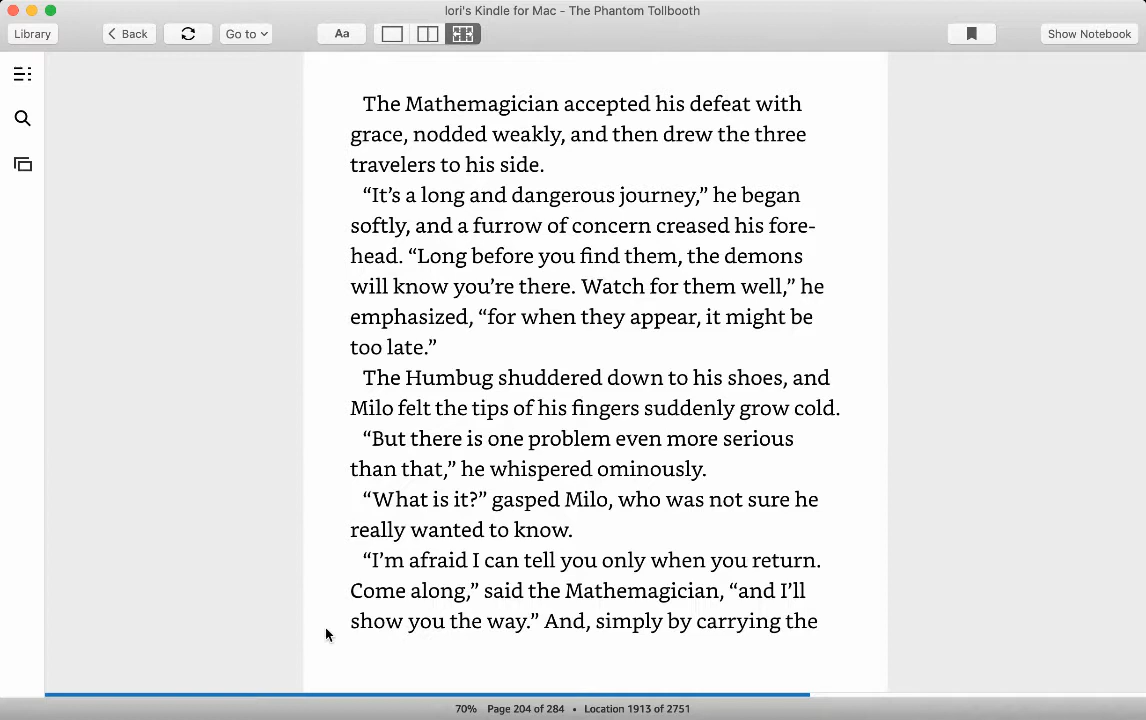 lori's Kindle for Mac - The Phantom Tollbooth
Library
Back
Go to
Aa
Show Notebook
The Mathemagician accepted his defeat with
grace, nodded weakly, and then drew the three
travelers to his side.
“It’s a long and dangerous journey,” he began
softly, and a furrow of concern creased his fore-
head. “Long before you find them, the demons
will know you’re there. Watch for them well,” he
emphasized, “for when they appear, it might be
too late.”
The Humbug shuddered down to his shoes, and
Milo felt the tips of his fingers suddenly grow cold.
“But there is one problem even more serious
than that,” he whispered ominously.
“What is it?” gasped Milo, who was not sure he
really wanted to know.
“I’m afraid I can tell you only when you return.
Come along,” said the Mathemagician, “and I’ll
show you the way.” And, simply by carrying the
70% Page 204 of 284 • Location 1913 of 2751